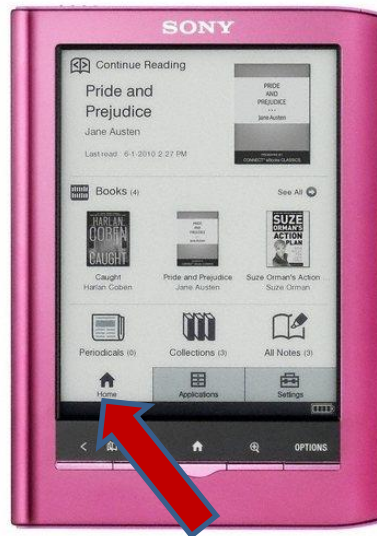 SONY
Continue Reading
Pride and
Prejudice
Jane Austen
Last read 6-1-2010 2:27 PM
PRIDE
AND
PREJUDICE
Jane Austen
Books (4)
See All
HARLAN
COBEN
CAUGHT
PRIDE
AND
PREJUDICE
Jane Austen
SUZE
ORMAN'S
ACTION
PLAN
Caught
Harlan Coben
Pride and Prejudice
Jane Austen
Suze Orman's Action ...
Suze Orman
Periodicals (0)
Collections (3)
All Notes (3)
Home
Applications
Settings
OPTIONS